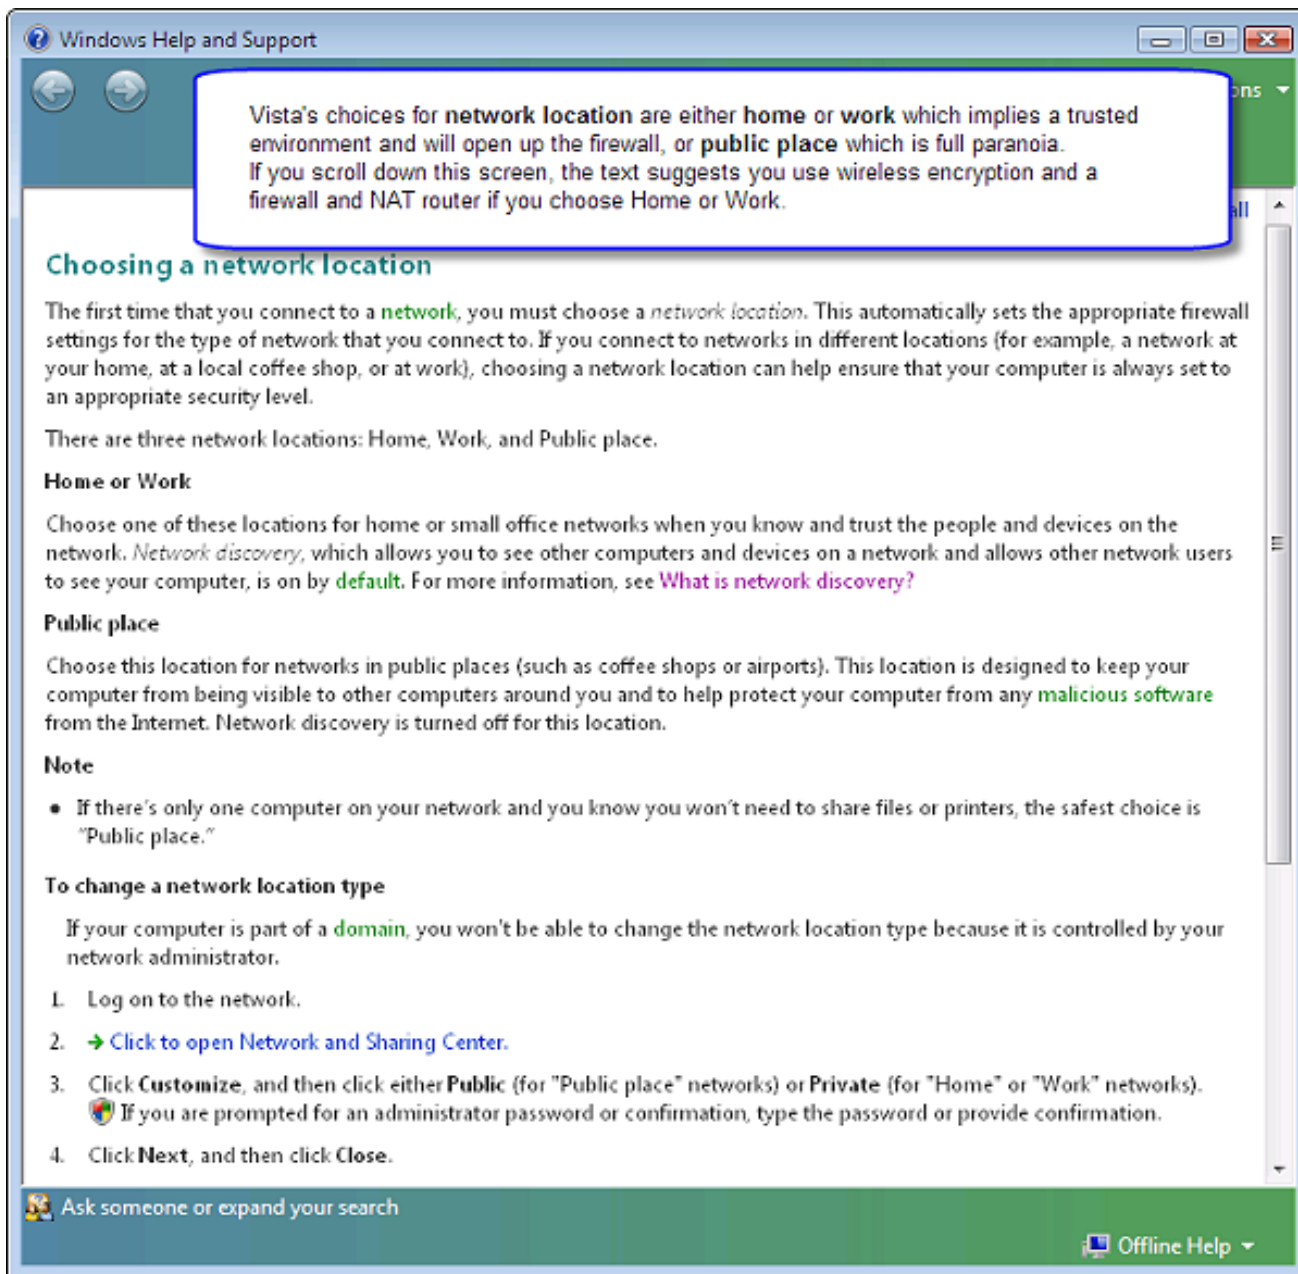 Windows Help and Support
ons
Vista's choices for network location are either home or work which implies a trusted
environment and will open up the firewall, or public place which is full paranoia.
If you scroll down this screen, the text suggests you use wireless encryption and a
firewall and NAT router if you choose Home or Work.
all
Choosing a network location
The first time that you connect to a network, you must choose a network location. This automatically sets the appropriate firewall
settings for the type of network that you connect to. If you connect to networks in different locations (for example, a network at
your home, at a local coffee shop, or at work), choosing a network location can help ensure that your computer is always set to
an appropriate security level.
There are three network locations: Home, Work, and Public place.
Home or Work
Choose one of these locations for home or small office networks when you know and trust the people and devices on the
network. Network discovery, which allows you to see other computers and devices on a network and allows other network users
to see your computer, is on by default. For more information, see What is network discovery?
Public place
Choose this location for networks in public places (such as coffee shops or airports). This location is designed to keep your
computer from being visible to other computers around you and to help protect your computer from any malicious software
from the Internet. Network discovery is turned off for this location.
Note
• If there's only one computer on your network and you know you won't need to share files or printers, the safest choice is
"Public place."
To change a network location type
If your computer is part of a domain, you won't be able to change the network location type because it is controlled by your
network administrator.
1. Log on to the network.
2. → Click to open Network and Sharing Center.
3. Click Customize, and then click either Public (for "Public place" networks) or Private (for "Home" or "Work" networks).
If you are prompted for an administrator password or confirmation, type the password or provide confirmation.
4. Click Next, and then click Close.
Ask someone or expand your search
Offline Help